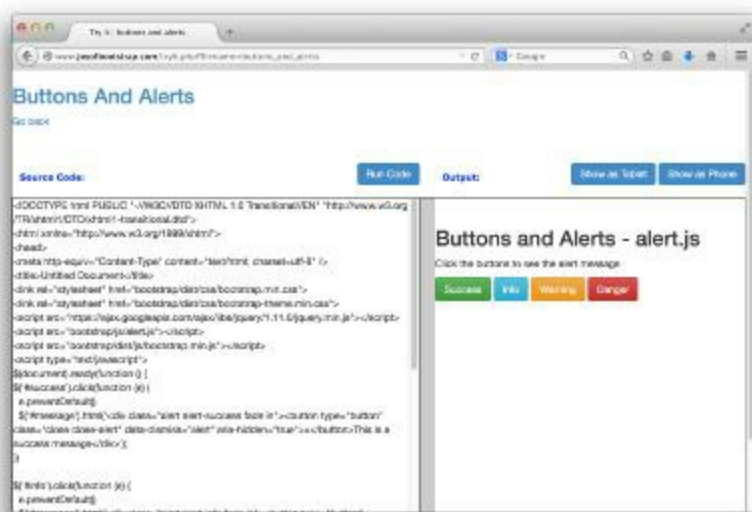 Try it : buttons and alerts
Google
Buttons And Alerts
Go back
Source Code:
Run Code
Output:
Show as Tablet
Show as Phone
<!DOCTYPE html PUBLIC "-//W3C//DTD XHTML 1.0 Transitional//EN" "http://www.w3.org
/TR/xhtml1/DTD/xhtml1-transitional.dtd">
<html xmlns="http://www.w3.org/1999/xhtml">
<head>
<meta http-equiv="Content-Type" content="text/html; charset=utf-8" />
<title>Untitled Document</title>
<link rel="stylesheet" href="bootstrap/dist/css/bootstrap.min.css">
<link rel="stylesheet" href="bootstrap/dist/css/bootstrap-theme.min.css">
<script src="https://ajax.googleapis.com/ajax/libs/jquery/1.11.0/jquery.min.js"></script>
<script src="bootstrap/js/alert.js"></script>
<script src="bootstrap/dist/js/bootstrap.min.js"></script>
<script type="text/javascript">
$(document).ready(function () {
$('#success').click(function (e) {
e.preventDefault()
$('#message').html('<div class="alert alert-success fade in"><button type="button"
class="close close-alert" data-dismiss="alert" aria-hidden="true">×</button>This is a
success message</div>');
})
$('#info').click(function (e) {
e.preventDefault()
Buttons and Alerts - alert.js
Click the buttons to see the alert message
Success
Info
Warning
Danger